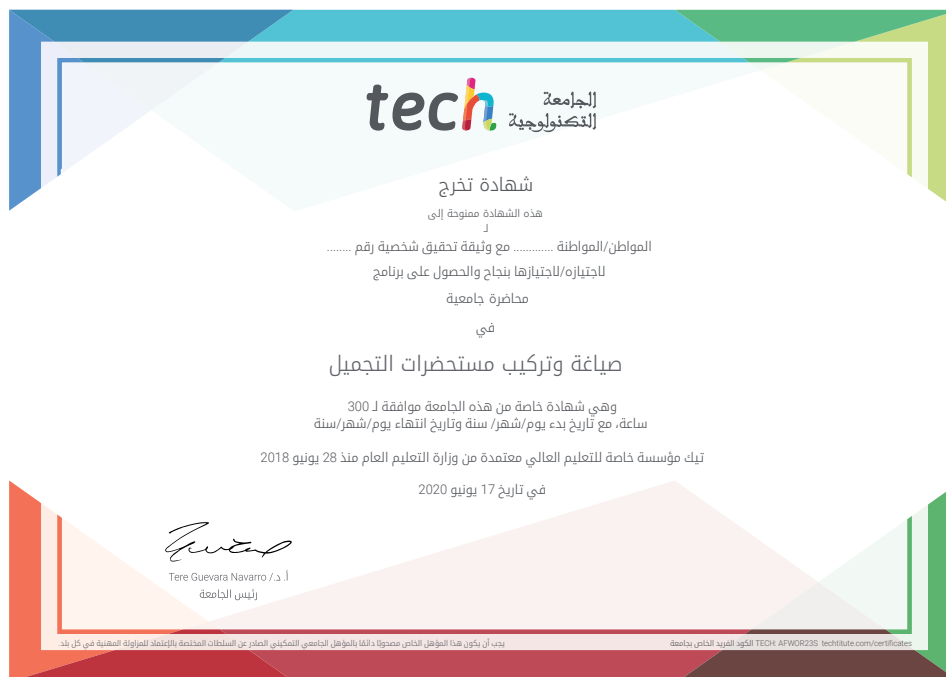 tech الجامعة
التكنولوجية
شهادة تخرج
هذه الشهادة ممنوحة إلى
لـ
المواطن/المواطنة ............ مع وثيقة تحقيق شخصية رقم ........
لاجتيازه/لاجتيازها بنجاح والحصول على برنامج
محاضرة جامعية
في
صياغة وتركيب مستحضرات التجميل
وهي شهادة خاصة من هذه الجامعة موافقة لـ 300
ساعة، مع تاريخ بدء يوم/شهر/ سنة وتاريخ انتهاء يوم/شهر/سنة
تيك مؤسسة خاصة للتعليم العالي معتمدة من وزارة التعليم العام منذ 28 يونيو 2018
في تاريخ 17 يونيو 2020
أ. د./ Tere Guevara Navarro
رئيس الجامعة
يجب أن يكون هذا المؤهل الخاص مصحوبًا دائمًا بالمؤهل الجامعي التمكيني الصادر عن السلطات المختصة بالإعتماد للمزاولة المهنية في كل بلد.
الكود الفريد الخاص بجامعة TECH: AFWOR23S techtitute.com/certificates